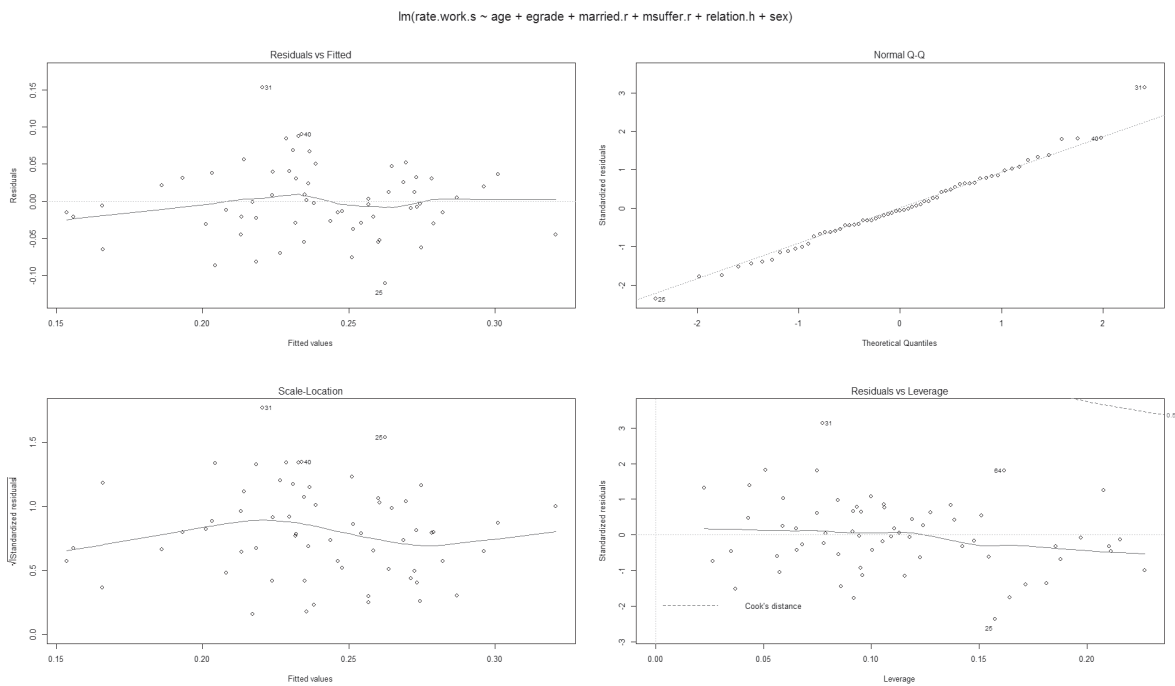 lm(rate.work.s ~ age + egrade + married.r + msuffer.r + relation.h + sex)
Residuals vs Fitted
Residuals
0.15
0.10
0.05
0.00
-0.05
-0.10
31
40
25
0.15 0.20 0.25 0.30
Fitted values
Normal Q-Q
Standardized residuals
3
2
1
0
-1
-2
31
40
25
-2 -1 0 1 2
Theoretical Quantiles
Scale-Location
√|Standardized residuals|
1.5
1.0
0.5
0.0
31
25
40
0.15 0.20 0.25 0.30
Fitted values
Residuals vs Leverage
Standardized residuals
3
2
1
0
-1
-2
-3
0.5
31
64
Cook's distance
25
0.00 0.05 0.10 0.15 0.20
Leverage